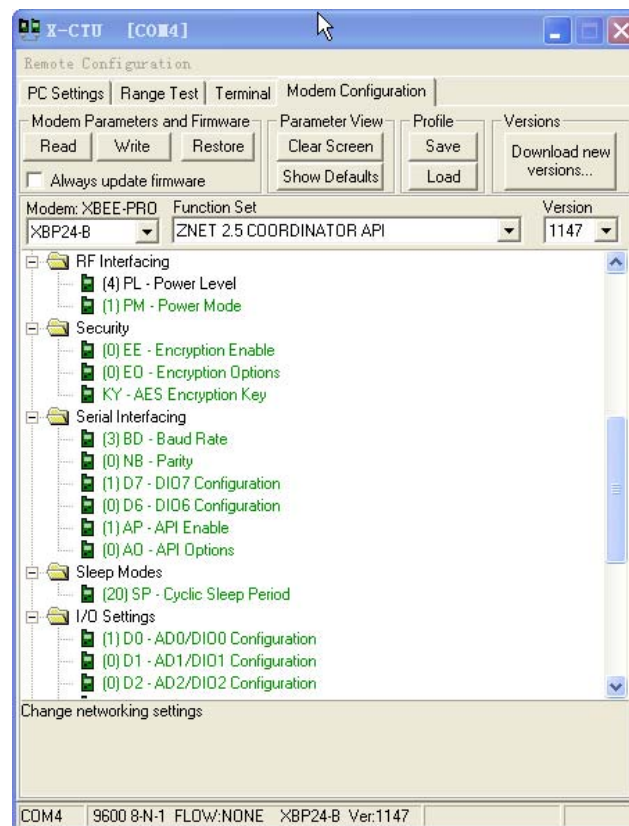 X-CTU [COM4]
Remote Configuration
PC Settings Range Test Terminal Modem Configuration
Modem Parameters and Firmware Parameter View Profile Versions
Read Write Restore Clear Screen Save Download new versions...
Always update firmware Show Defaults Load
Modem: XBEE-PRO Function Set Version
XBP24-B ZNET 2.5 COORDINATOR API 1147
RF Interfacing
(4) PL - Power Level
(1) PM - Power Mode
Security
(0) EE - Encryption Enable
(0) EO - Encryption Options
KY - AES Encryption Key
Serial Interfacing
(3) BD - Baud Rate
(0) NB - Parity
(1) D7 - DIO7 Configuration
(0) D6 - DIO6 Configuration
(1) AP - API Enable
(0) AO - API Options
Sleep Modes
(20) SP - Cyclic Sleep Period
I/O Settings
(1) D0 - AD0/DIO0 Configuration
(0) D1 - AD1/DIO1 Configuration
(0) D2 - AD2/DIO2 Configuration
Change networking settings
COM4 9600 8-N-1 FLOW:NONE XBP24-B Ver:1147